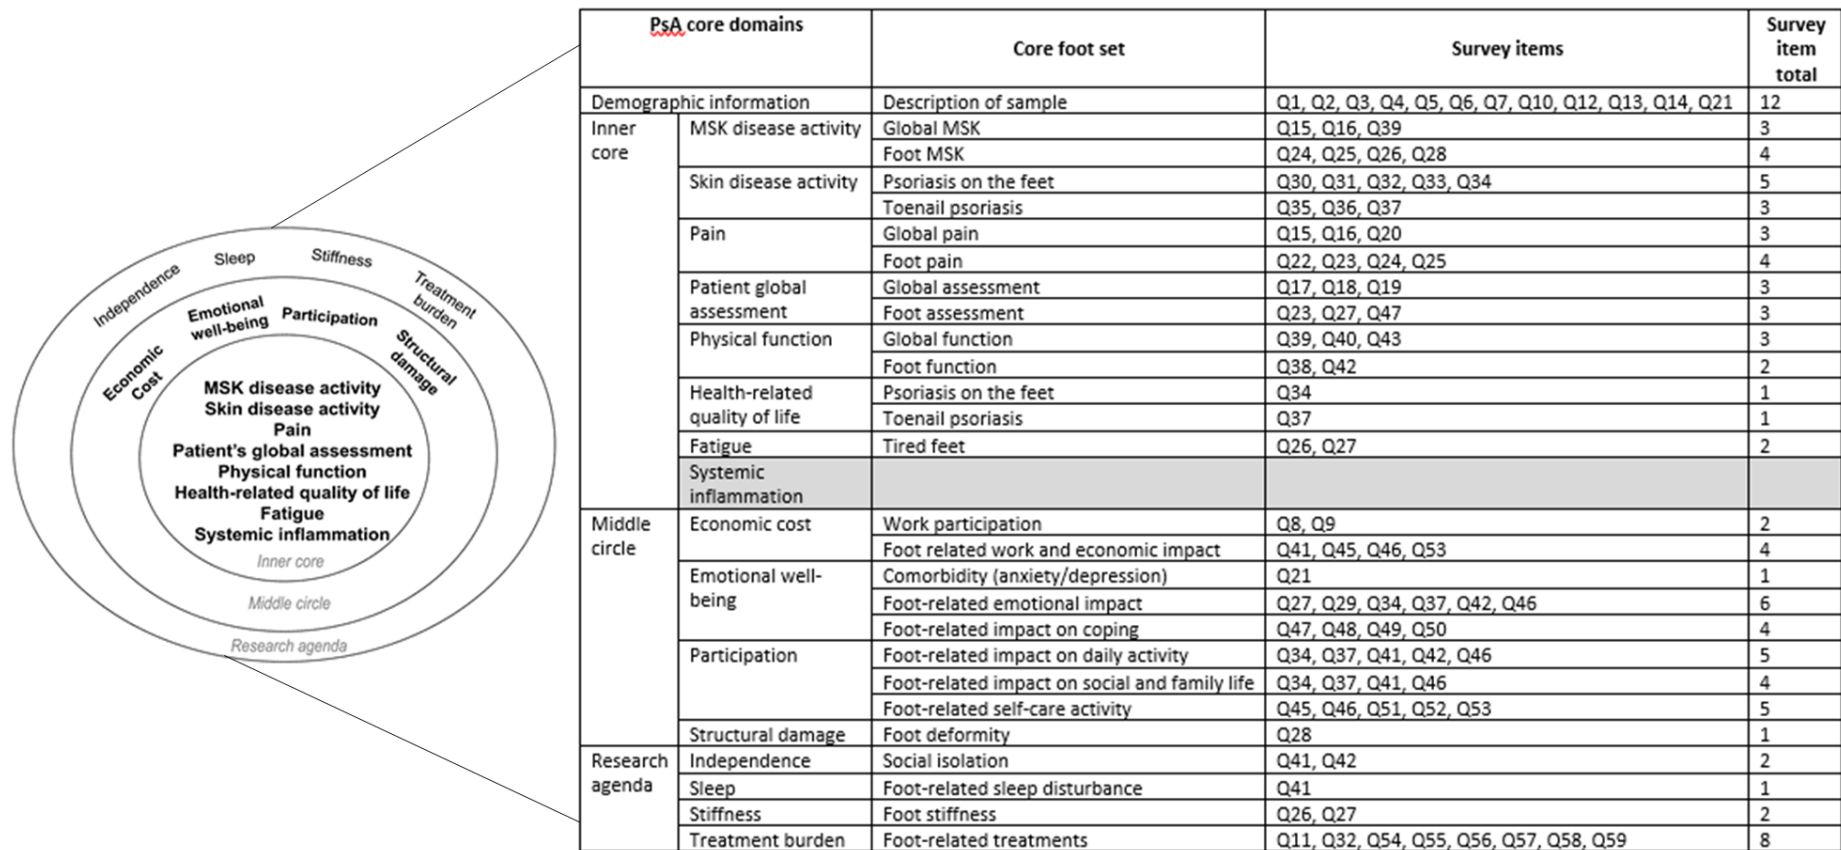 Independence
Sleep
Stiffness
Treatment
burden
Economic
Cost
Emotional
well-being
Participation
Structural
damage
MSK disease activity
Skin disease activity
Pain
Patient's global assessment
Physical function
Health-related quality of life
Fatigue
Systemic inflammation
Inner core
Middle circle
Research agenda
PsA core domains
Core foot set
Survey items
Survey
item
total
Demographic information Description of sample Q1, Q2, Q3, Q4, Q5, Q6, Q7, Q10, Q12, Q13, Q14, Q21 12
Inner MSK disease activity Global MSK Q15, Q16, Q39 3
core Foot MSK Q24, Q25, Q26, Q28 4
Skin disease activity Psoriasis on the feet Q30, Q31, Q32, Q33, Q34 5
Toenail psoriasis Q35, Q36, Q37 3
Pain Global pain Q15, Q16, Q20 3
Foot pain Q22, Q23, Q24, Q25 4
Patient global Global assessment Q17, Q18, Q19 3
assessment Foot assessment Q23, Q27, Q47 3
Physical function Global function Q39, Q40, Q43 3
Foot function Q38, Q42 2
Health-related Psoriasis on the feet Q34 1
quality of life Toenail psoriasis Q37 1
Fatigue Tired feet Q26, Q27 2
Systemic
inflammation
Middle Economic cost Work participation Q8, Q9 2
circle Foot related work and economic impact Q41, Q45, Q46, Q53 4
Emotional well- Comorbidity (anxiety/depression) Q21 1
being Foot-related emotional impact Q27, Q29, Q34, Q37, Q42, Q46 6
Foot-related impact on coping Q47, Q48, Q49, Q50 4
Participation Foot-related impact on daily activity Q34, Q37, Q41, Q42, Q46 5
Foot-related impact on social and family life Q34, Q37, Q41, Q46 4
Foot-related self-care activity Q45, Q46, Q51, Q52, Q53 5
Structural damage Foot deformity Q28 1
Research Independence Social isolation Q41, Q42 2
agenda Sleep Foot-related sleep disturbance Q41 1
Stiffness Foot stiffness Q26, Q27 2
Treatment burden Foot-related treatments Q11, Q32, Q54, Q55, Q56, Q57, Q58, Q59 8